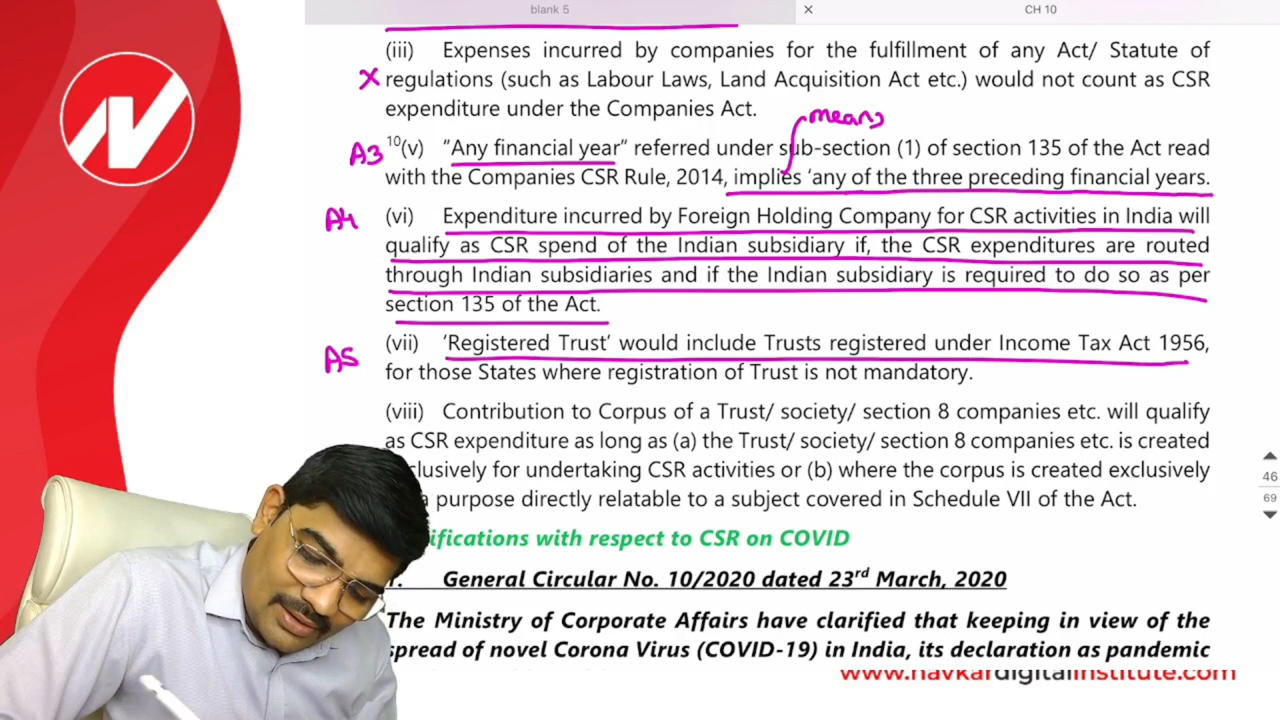 blank 5
CH 10
(iii) Expenses incurred by companies for the fulfillment of any Act/ Statute of
X regulations (such as Labour Laws, Land Acquisition Act etc.) would not count as CSR
expenditure under the Companies Act.
means
A3 10(v) "Any financial year" referred under sub-section (1) of section 135 of the Act read
with the Companies CSR Rule, 2014, implies 'any of the three preceding financial years.
A4 (vi) Expenditure incurred by Foreign Holding Company for CSR activities in India will
qualify as CSR spend of the Indian subsidiary if, the CSR expenditures are routed
through Indian subsidiaries and if the Indian subsidiary is required to do so as per
section 135 of the Act.
A5 (vii) 'Registered Trust' would include Trusts registered under Income Tax Act 1956,
for those States where registration of Trust is not mandatory.
(viii) Contribution to Corpus of a Trust/ society/ section 8 companies etc. will qualify
as CSR expenditure as long as (a) the Trust/ society/ section 8 companies etc. is created
clusively for undertaking CSR activities or (b) where the corpus is created exclusively
a purpose directly relatable to a subject covered in Schedule VII of the Act.
46
69
ifications with respect to CSR on COVID
General Circular No. 10/2020 dated 23rd March, 2020
The Ministry of Corporate Affairs have clarified that keeping in view of the
spread of novel Corona Virus (COVID-19) in India, its declaration as pandemic
www.navkardigitalinstitute.com